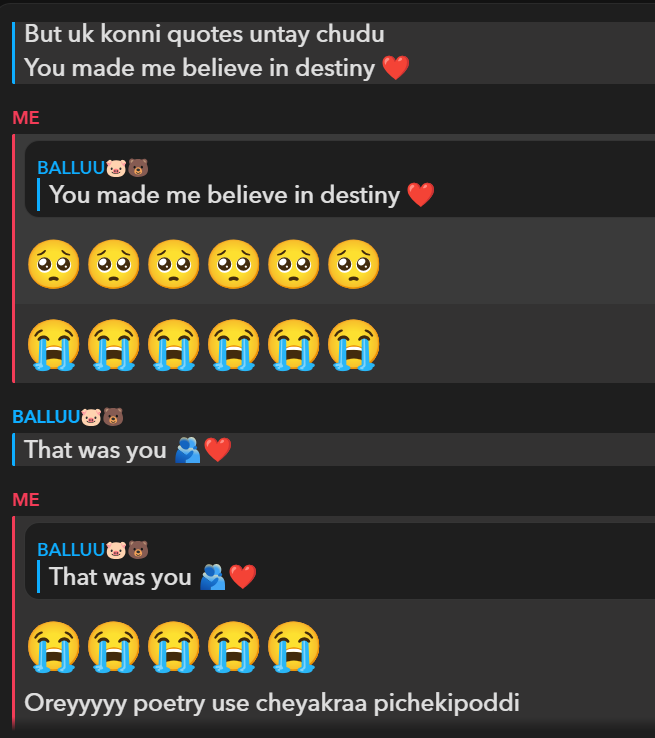 But uk konni quotes untay chudu
You made me believe in destiny ❤️
ME
BALLUU🐷🐻
You made me believe in destiny ❤️
🥺🥺🥺🥺🥺🥺
😭😭😭😭😭😭
BALLUU🐷🐻
That was you 🫂❤️
ME
BALLUU🐷🐻
That was you 🫂❤️
😭😭😭😭😭
Oreyyyyy poetry use cheyakraa pichekipoddi